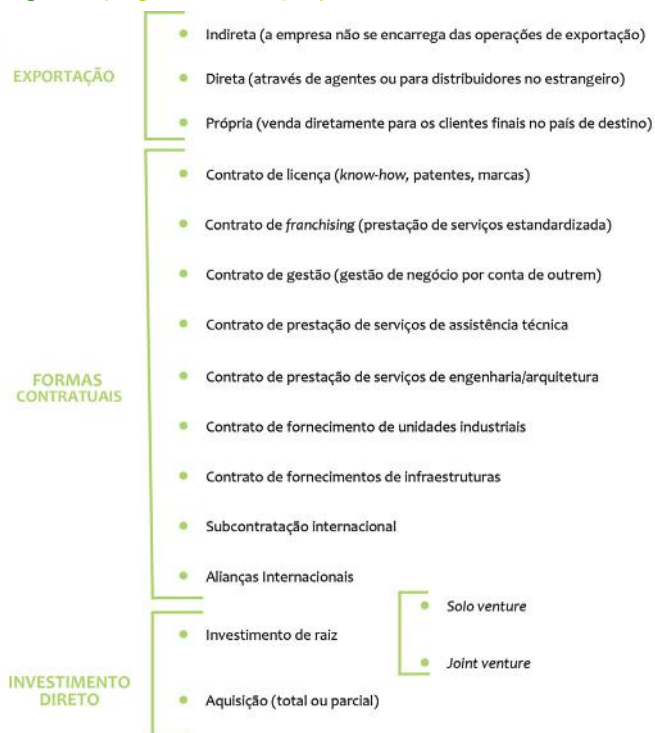 EXPORTAÇÃO
Indireta (a empresa não se encarrega das operações de exportação)
Direta (através de agentes ou para distribuidores no estrangeiro)
Própria (venda diretamente para os clientes finais no país de destino)
FORMAS
CONTRATUAIS
Contrato de licença (know-how, patentes, marcas)
Contrato de franchising (prestação de serviços estandardizada)
Contrato de gestão (gestão de negócio por conta de outrem)
Contrato de prestação de serviços de assistência técnica
Contrato de prestação de serviços de engenharia/arquitetura
Contrato de fornecimento de unidades industriais
Contrato de fornecimentos de infraestruturas
Subcontratação internacional
Alianças Internacionais
INVESTIMENTO
DIRETO
Investimento de raiz
Solo venture
Joint venture
Aquisição (total ou parcial)